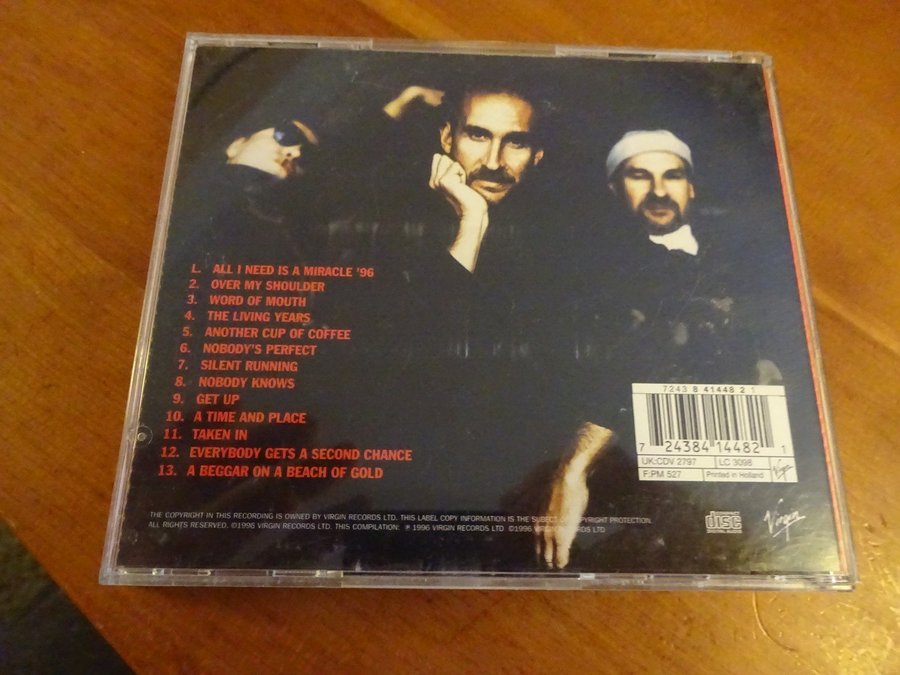 1. ALL I NEED IS A MIRACLE '96
2. OVER MY SHOULDER
3. WORD OF MOUTH
4. THE LIVING YEARS
5. ANOTHER CUP OF COFFEE
6. NOBODY'S PERFECT
7. SILENT RUNNING
8. NOBODY KNOWS
9. GET UP
10. A TIME AND PLACE
11. TAKEN IN
12. EVERYBODY GETS A SECOND CHANCE
13. A BEGGAR ON A BEACH OF GOLD
7243 8 41448 2 1
7 24384 14482 1
UK:CDV 2797 LC 3098
F:PM 527 Printed in Holland Virgin
THE COPYRIGHT IN THIS RECORDING IS OWNED BY VIRGIN RECORDS LTD. THIS LABEL COPY INFORMATION IS THE SUBJECT OF COPYRIGHT PROTECTION.
ALL RIGHTS RESERVED. ©1996 VIRGIN RECORDS LTD. THIS COMPILATION: ℗ 1996 VIRGIN RECORDS LTD ©1996 VIRGIN RECORDS LTD
COMPACT
DISC
DIGITAL AUDIO
Virgin